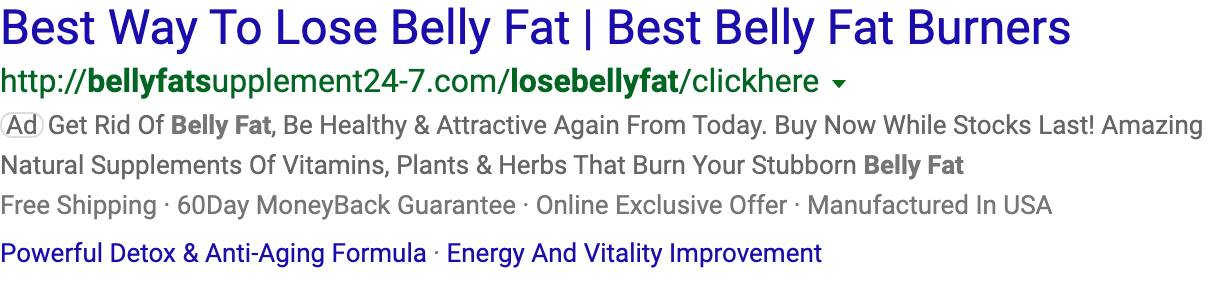 Best Way To Lose Belly Fat | Best Belly Fat Burners
http://bellyfatsupplement24-7.com/losebellyfat/clickhere
Ad Get Rid Of Belly Fat, Be Healthy & Attractive Again From Today. Buy Now While Stocks Last! Amazing
Natural Supplements Of Vitamins, Plants & Herbs That Burn Your Stubborn Belly Fat
Free Shipping · 60Day MoneyBack Guarantee · Online Exclusive Offer · Manufactured In USA
Powerful Detox & Anti-Aging Formula · Energy And Vitality Improvement